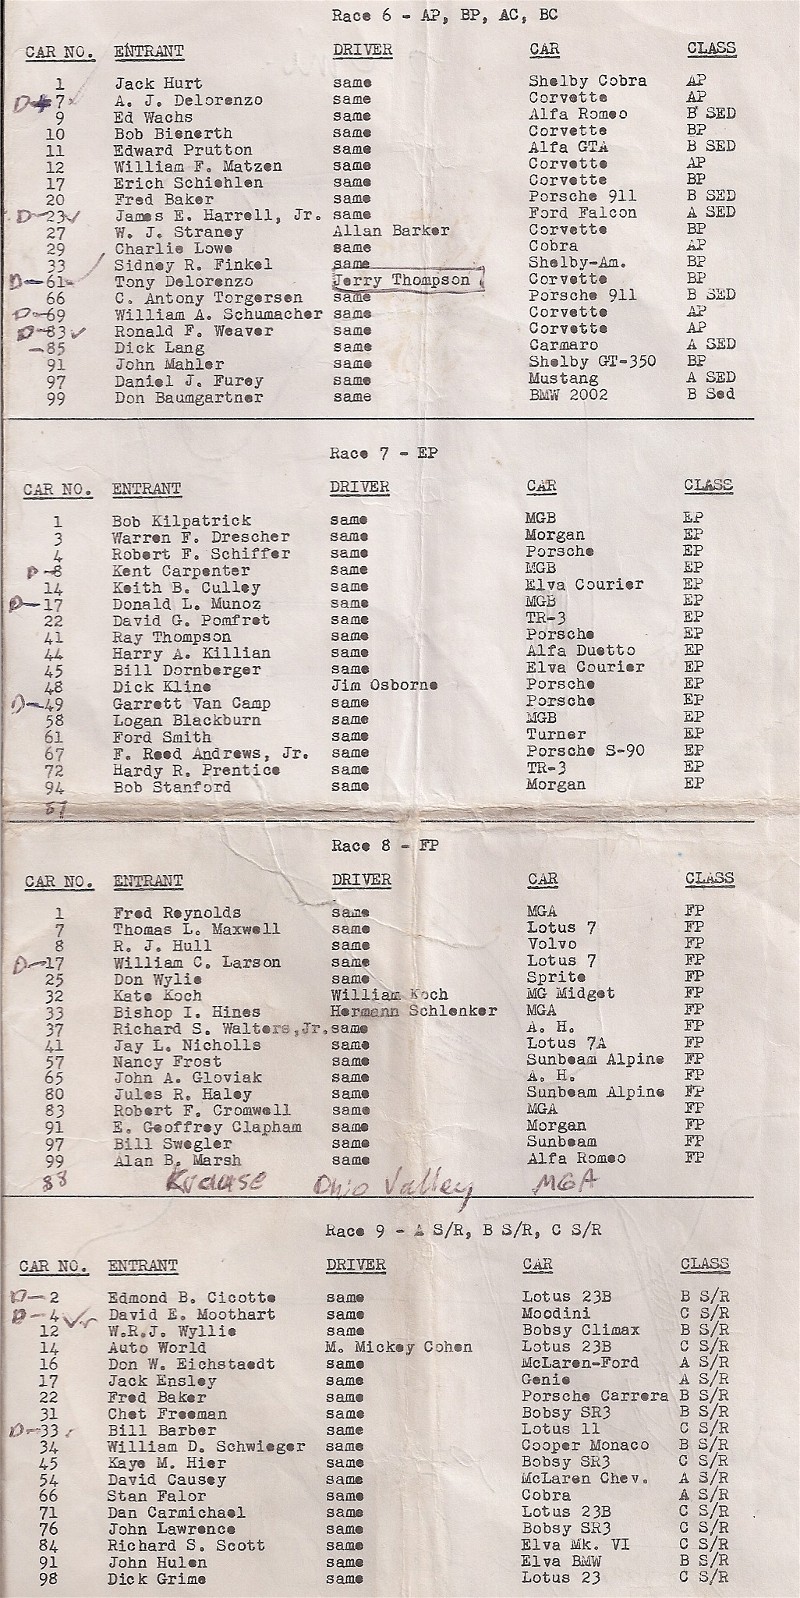 Race 6 - AP, BP, AC, BC
CAR NO. ENTRANT DRIVER CAR CLASS
1 Jack Hurt same Shelby Cobra AP
D-7 A. J. Delorenzo same Corvette AP
9 Ed Wachs same Alfa Romeo B SED
10 Bob Bienerth same Corvette BP
11 Edward Prutton same Alfa GTA B SED
12 William F. Matzen same Corvette AP
17 Erich Schiehlen same Corvette BP
20 Fred Baker same Porsche 911 B SED
D-23✓ James E. Harrell, Jr. same Ford Falcon A SED
27 W. J. Straney Allan Barker Corvette BP
29 Charlie Lowe same Cobra AP
33 Sidney R. Finkel same Shelby-Am. BP
D-61 Tony Delorenzo Jerry Thompson Corvette BP
66 C. Antony Torgersen same Porsche 911 B SED
D-69 William A. Schumacher same Corvette AP
D-83✓ Ronald F. Weaver same Corvette AP
-85 Dick Lang same Carmaro A SED
91 John Mahler same Shelby GT-350 BP
97 Daniel J. Furey same Mustang A SED
99 Don Baumgartner same BMW 2002 B Sed
Race 7 - EP
CAR NO. ENTRANT DRIVER CAR CLASS
1 Bob Kilpatrick same MGB EP
3 Warren F. Drescher same Morgan EP
4 Robert F. Schiffer same Porsche EP
D-8 Kent Carpenter same MGB EP
14 Keith B. Culley same Elva Courier EP
D-17 Donald L. Munoz same MGB EP
22 David G. Pomfret same TR-3 EP
41 Ray Thompson same Porsche EP
44 Harry A. Killian same Alfa Duetto EP
45 Bill Dornberger same Elva Courier EP
48 Dick Kline Jim Osborne Porsche EP
D-49 Garrett Van Camp same Porsche EP
58 Logan Blackburn same MGB EP
61 Ford Smith same Turner EP
67 F. Reed Andrews, Jr. same Porsche S-90 EP
72 Hardy R. Prentice same TR-3 EP
94 Bob Stanford same Morgan EP
87
Race 8 - FP
CAR NO. ENTRANT DRIVER CAR CLASS
1 Fred Reynolds same MGA FP
7 Thomas L. Maxwell same Lotus 7 FP
8 R. J. Hull same Volvo FP
D-17 William C. Larson same Lotus 7 FP
25 Don Wylie same Sprite FP
32 Kate Koch William Koch MG Midget FP
33 Bishop I. Hines Hermann Schlenker MGA FP
37 Richard S. Walters,Jr.same A. H. FP
41 Jay L. Nicholls same Lotus 7A FP
57 Nancy Frost same Sunbeam Alpine FP
65 John A. Gloviak same A. H. FP
80 Jules R. Haley same Sunbeam Alpine FP
83 Robert F. Cromwell same MGA FP
91 E. Geoffrey Clapham same Morgan FP
97 Bill Swegler same Sunbeam FP
99 Alan B. Marsh same Alfa Romeo FP
88 Krause Ohio Valley MGA
Race 9 - A S/R, B S/R, C S/R
CAR NO. ENTRANT DRIVER CAR CLASS
D-2 Edmond B. Cicotte same Lotus 23B B S/R
D-4 David E. Moothart same Moodini C S/R
12 W.R.J. Wyllie same Bobsy Climax B S/R
14 Auto World M. Mickey Cohen Lotus 23B C S/R
16 Don W. Eichstaedt same McLaren-Ford A S/R
17 Jack Ensley same Genie A S/R
22 Fred Baker same Porsche Carrera B S/R
31 Chet Freeman same Bobsy SR3 B S/R
D-33 Bill Barber same Lotus 11 C S/R
34 William D. Schwieger same Cooper Monaco B S/R
45 Kaye M. Hier same Bobsy SR3 C S/R
54 David Causey same McLaren Chev. A S/R
66 Stan Falor same Cobra A S/R
71 Dan Carmichael same Lotus 23B C S/R
76 John Lawrence same Bobsy SR3 C S/R
84 Richard S. Scott same Elva Mk. VI C S/R
91 John Hulen same Elva BMW B S/R
98 Dick Grime same Lotus 23 C S/R